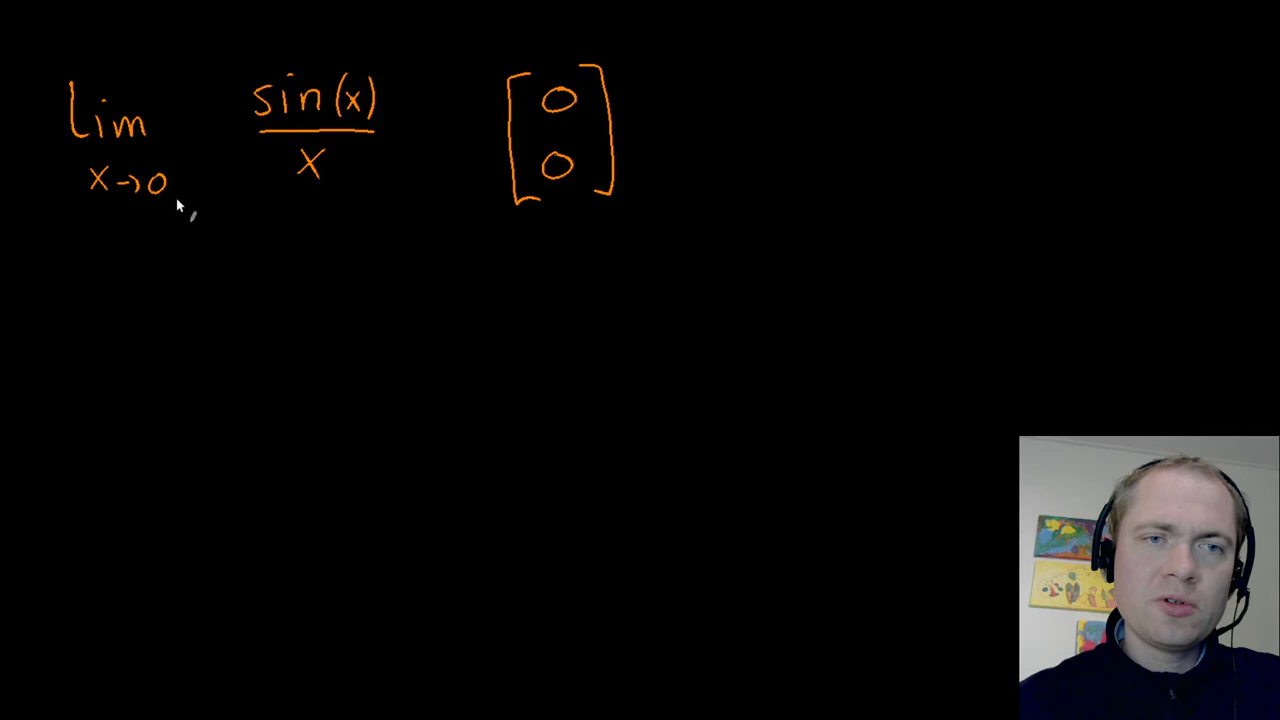 lim sin(x) [0
x→0 x 0]